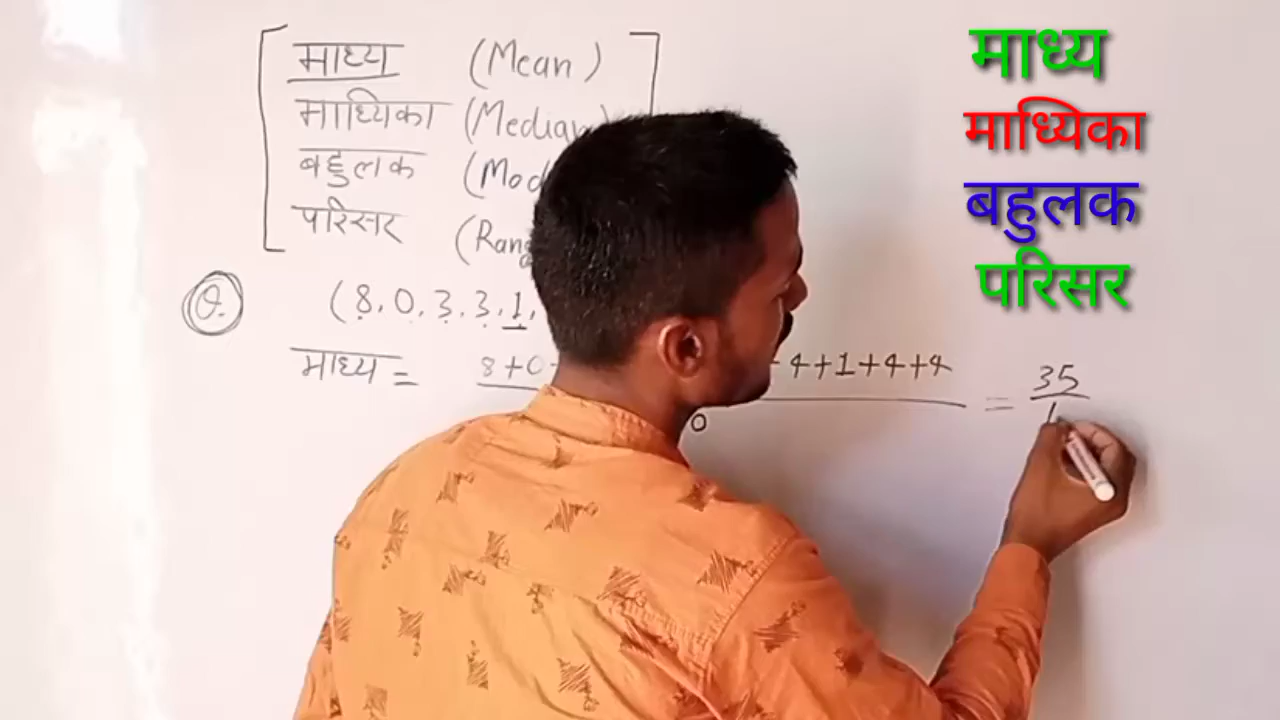 माध्य (Mean)
माध्यिका (Median)
बहुलक
परिसर
Q. (8, 0, 3, 3, 1,
माध्य = 8+0 4+1+4+4 = 35
0
माध्य
माध्यिका
बहुलक
परिसर